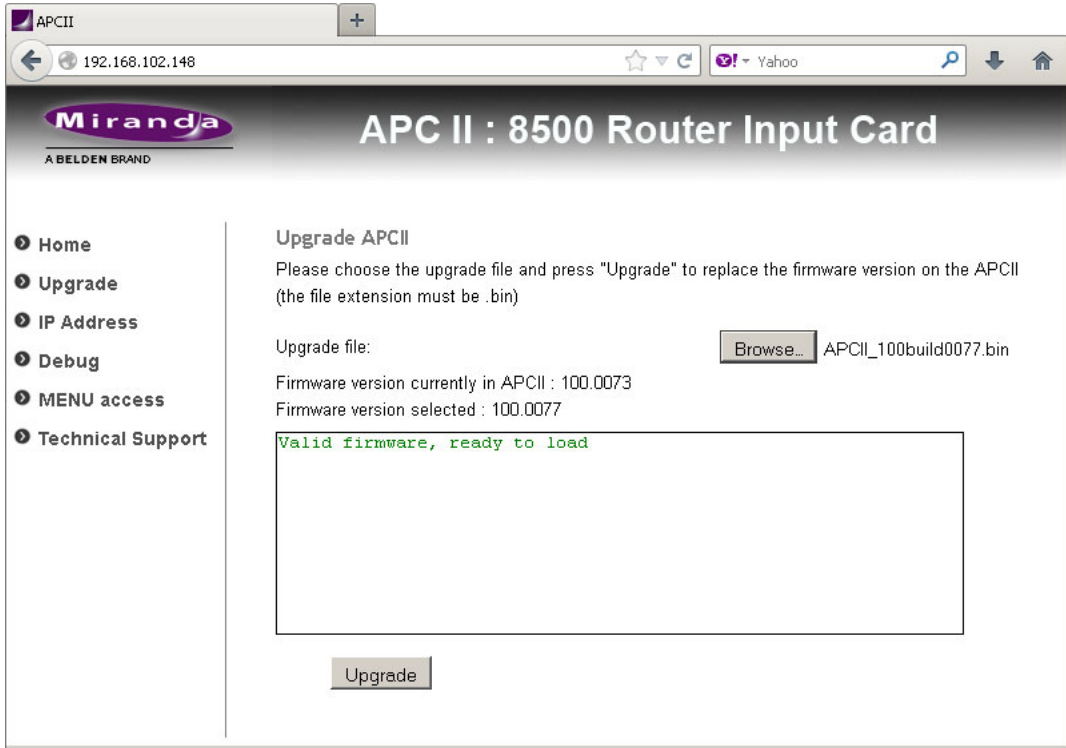 APCII
192.168.102.148
Yahoo
Miranda
A BELDEN BRAND
APC II : 8500 Router Input Card
Home
Upgrade
IP Address
Debug
MENU access
Technical Support
Upgrade APCII
Please choose the upgrade file and press "Upgrade" to replace the firmware version on the APCII
(the file extension must be .bin)
Upgrade file:
Browse... APCII_100build0077.bin
Firmware version currently in APCII : 100.0073
Firmware version selected : 100.0077
Valid firmware, ready to load
Upgrade